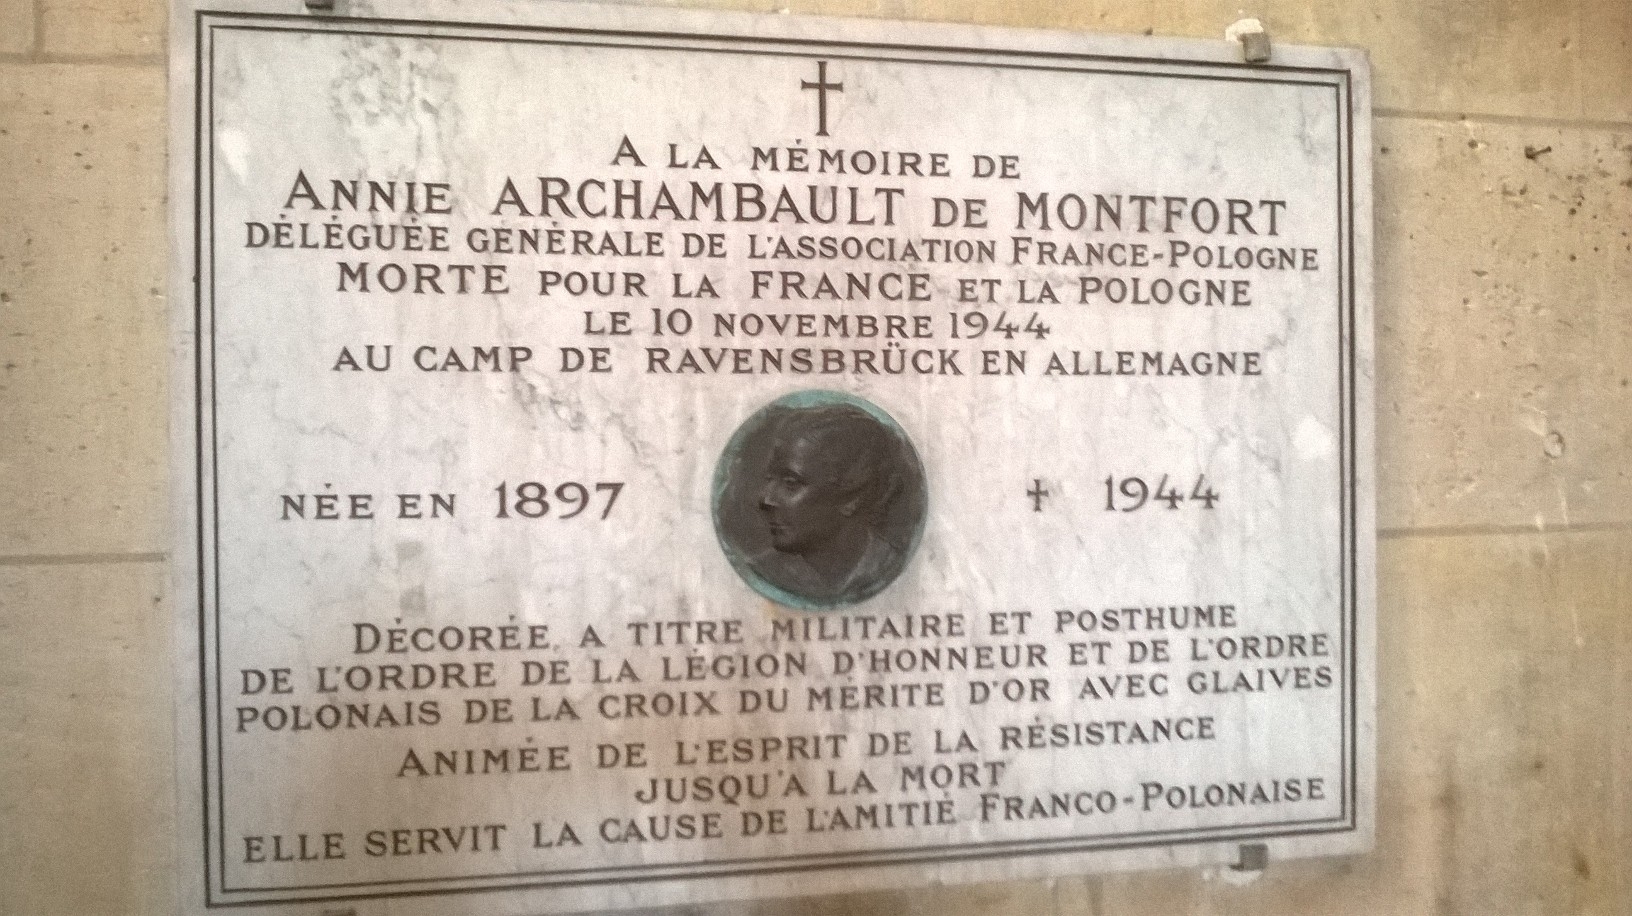 A LA MÉMOIRE DE
ANNIE ARCHAMBAULT DE MONTFORT
DÉLÉGUÉE GÉNÉRALE DE L'ASSOCIATION FRANCE-POLOGNE
MORTE POUR LA FRANCE ET LA POLOGNE
LE 10 NOVEMBRE 1944
AU CAMP DE RAVENSBRÜCK EN ALLEMAGNE
NÉE EN 1897 † 1944
DÉCORÉE A TITRE MILITAIRE ET POSTHUME
DE L'ORDRE DE LA LÉGION D'HONNEUR ET DE L'ORDRE
POLONAIS DE LA CROIX DU MÉRITE D'OR AVEC GLAIVES
ANIMÉE DE L'ESPRIT DE LA RÉSISTANCE
JUSQU'A LA MORT
ELLE SERVIT LA CAUSE DE L'AMITIÉ FRANCO-POLONAISE